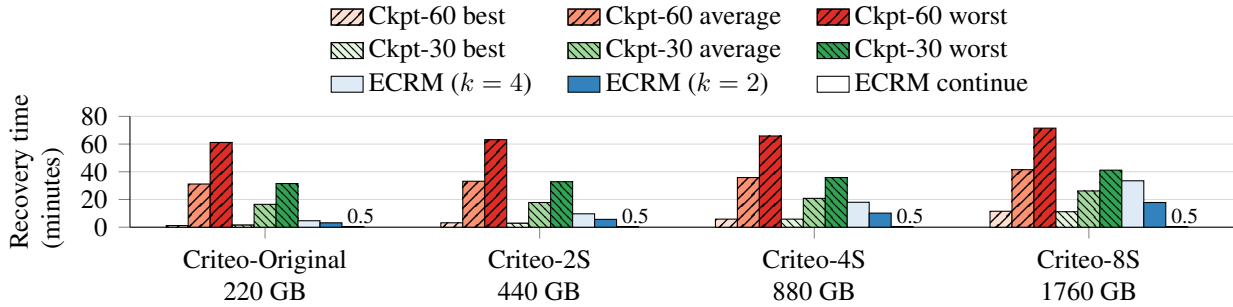 Ckpt-60 best Ckpt-60 average Ckpt-60 worst
Ckpt-30 best Ckpt-30 average Ckpt-30 worst
ECRM (k = 4) ECRM (k = 2) ECRM continue
Recovery time
(minutes)
80
60
40
20
0
0.5 0.5 0.5 0.5
Criteo-Original Criteo-2S Criteo-4S Criteo-8S
220 GB 440 GB 880 GB 1760 GB